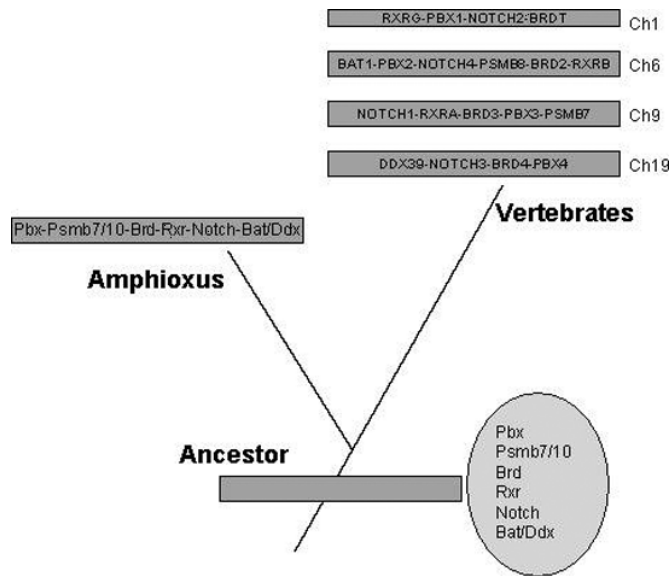 RXRG-PBX1-NOTCH2-BRDT Ch1
BAT1-PBX2-NOTCH4-PSMB8-BRD2-RXRB Ch6
NOTCH1-RXRA-BRD3-PBX3-PSMB7 Ch9
DDX39-NOTCH3-BRD4-PBX4 Ch19
Vertebrates
Pbx-Psmb7/10-Brd-Rxr-Notch-Bat/Ddx
Amphioxus
Ancestor
Pbx
Psmb7/10
Brd
Rxr
Notch
Bat/Ddx